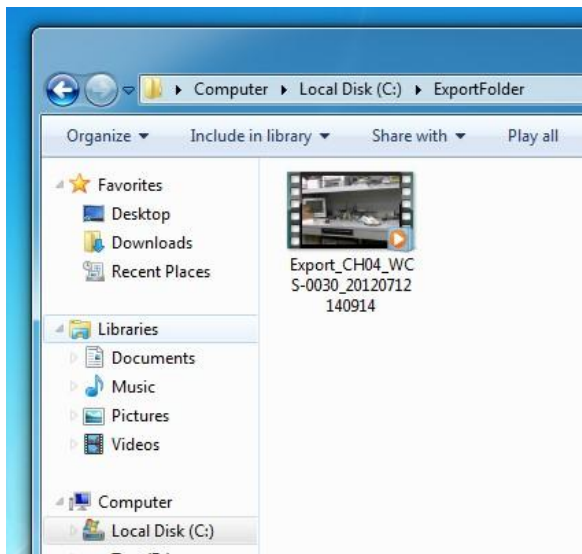 Computer ▸ Local Disk (C:) ▸ ExportFolder
Organize ▾ Include in library ▾ Share with ▾ Play all
Favorites
Desktop
Downloads
Recent Places
Libraries
Documents
Music
Pictures
Videos
Computer
Local Disk (C:)
Export_CH04_WC
S-0030_20120712
140914